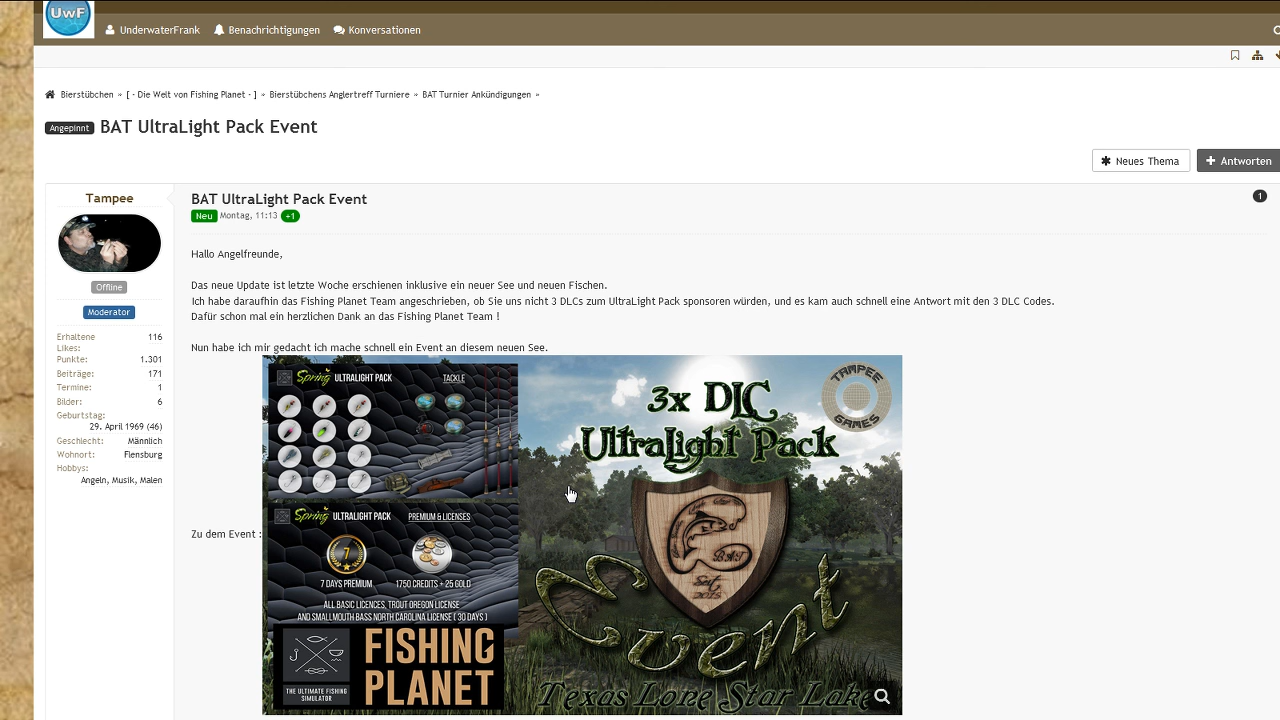 UwF
UnderwaterFrank
Benachrichtigungen
Konversationen
Bierstübchen » [ - Die Welt von Fishing Planet - ] » Bierstübchens Anglertreff Turniere » BAT Turnier Ankündigungen »
Angepinnt BAT UltraLight Pack Event
Neues Thema
Antworten
Tampee
Offline
Moderator
Erhaltene Likes: 116
Punkte: 1.301
Beiträge: 171
Termine: 1
Bilder: 6
Geburtstag:
29. April 1969 (46)
Geschlecht: Männlich
Wohnort: Flensburg
Hobbys:
Angeln, Musik, Malen
BAT UltraLight Pack Event
1
Neu Montag, 11:13 +1
Hallo Angelfreunde,
Das neue Update ist letzte Woche erschienen inklusive ein neuer See und neuen Fischen.
Ich habe daraufhin das Fishing Planet Team angeschrieben, ob Sie uns nicht 3 DLCs zum UltraLight Pack sponsoren würden, und es kam auch schnell eine Antwort mit den 3 DLC Codes.
Dafür schon mal ein herzlichen Dank an das Fishing Planet Team !
Nun habe ich mir gedacht ich mache schnell ein Event an diesem neuen See.
Zu dem Event :
Spring ULTRALIGHT PACK TACKLE
Spring ULTRALIGHT PACK PREMIUM & LICENSES
7
7 DAYS PREMIUM 1750 CREDITS + 25 GOLD
ALL BASIC LICENCES, TROUT OREGON LICENSE
AND SMALLMOUTH BASS NORTH CAROLINA LICENSE ( 30 DAYS )
THE ULTIMATE FISHING
SIMULATOR
FISHING
PLANET
3x DLC
UltraLight Pack
TAMPEE
GAMES
BAT
Seit
2015
Event
Texas Lone Star Lake